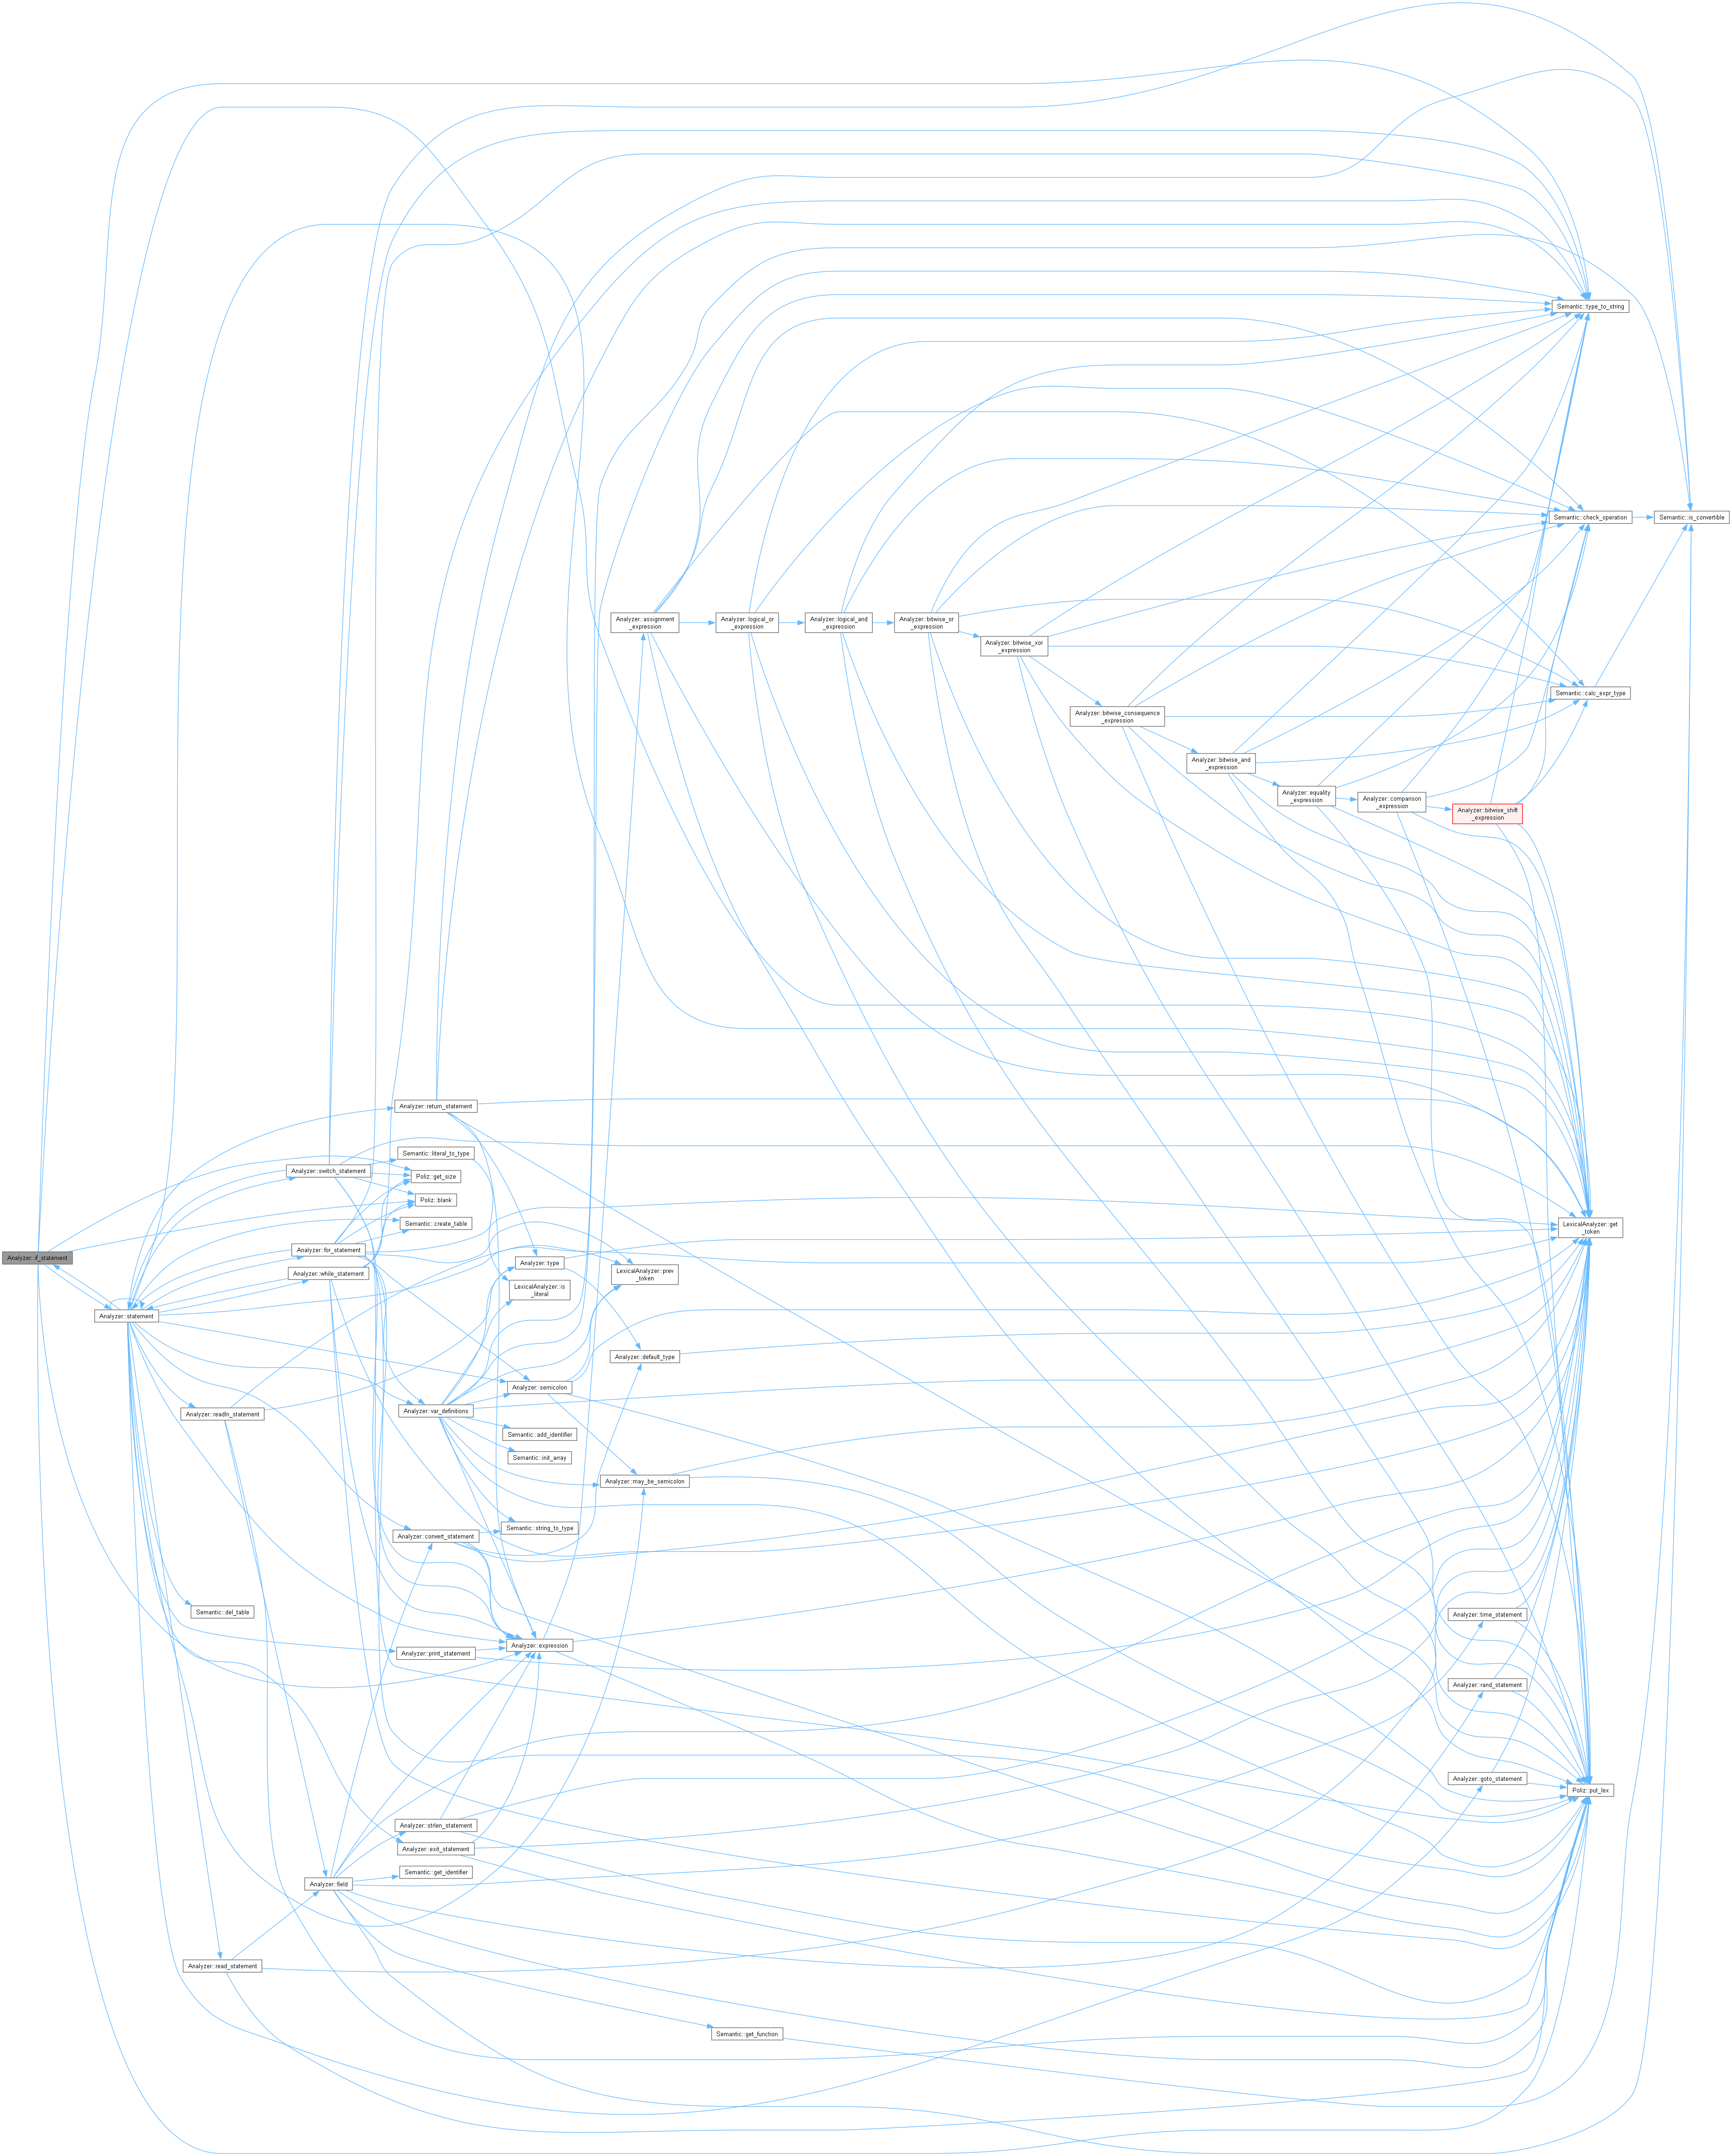 Semantic::type_to_string
Semantic::check_operation
Semantic::is_convertible
Analyzer::assignment
_expression
Analyzer::logical_or
_expression
Analyzer::logical_and
_expression
Analyzer::bitwise_or
_expression
Analyzer::bitwise_xor
_expression
Semantic::calc_expr_type
Analyzer::bitwise_consequence
_expression
Analyzer::bitwise_and
_expression
Analyzer::equality
_expression
Analyzer::comparison
_expression
Analyzer::bitwise_shift
_expression
Analyzer::return_statement
Semantic::literal_to_type
Analyzer::switch_statement
Poliz::get_size
Poliz::blank
Semantic::create_table
LexicalAnalyzer::get
_token
Analyzer::for_statement
Analyzer::if_statement
Analyzer::type
Analyzer::while_statement
LexicalAnalyzer::prev
_token
LexicalAnalyzer::is
_literal
Analyzer::statement
Analyzer::default_type
Analyzer::semicolon
Analyzer::var_definitions
Analyzer::readln_statement
Semantic::add_identifier
Semantic::init_array
Analyzer::may_be_semicolon
Semantic::string_to_type
Analyzer::convert_statement
Semantic::del_table
Analyzer::time_statement
Analyzer::expression
Analyzer::print_statement
Analyzer::rand_statement
Analyzer::goto_statement
Poliz::put_lex
Analyzer::strlen_statement
Analyzer::exit_statement
Semantic::get_identifier
Analyzer::field
Analyzer::read_statement
Semantic::get_function